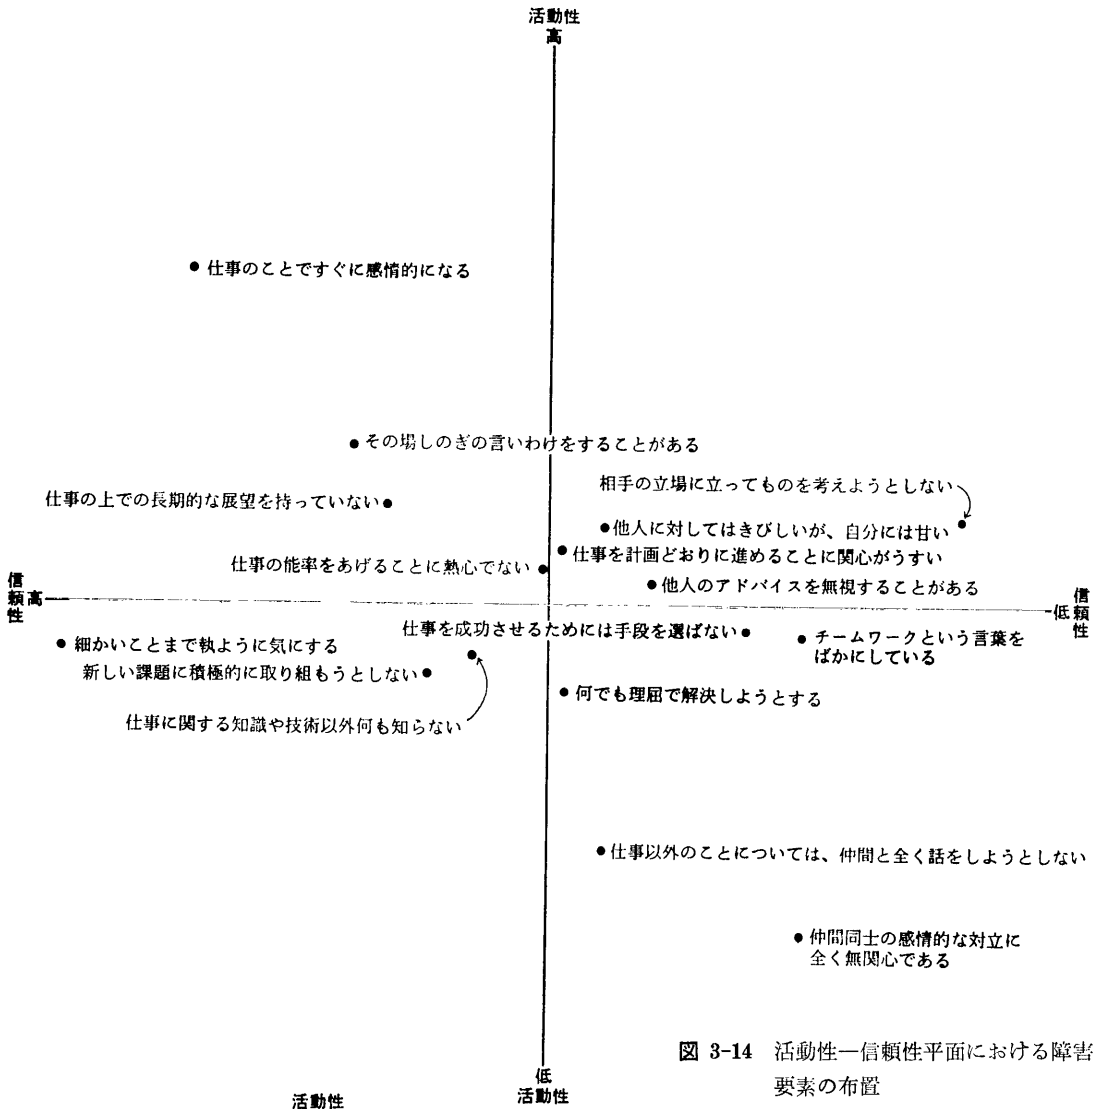 活動性
高
仕事のことですぐに感情的になる
その場しのぎの言いわけをすることがある
相手の立場に立ってものを考えようとしない
仕事の上での長期的な展望を持っていない
他人に対してはきびしいが、自分には甘い
仕事を計画どおりに進めることに関心がうすい
仕事の能率をあげることに熱心でない
他人のアドバイスを無視することがある
信頼性
高
低
信頼性
仕事を成功させるためには手段を選ばない
チームワークという言葉を
ばかにしている
細かいことまで執ように気にする
新しい課題に積極的に取り組もうとしない
何でも理屈で解決しようとする
仕事に関する知識や技術以外何も知らない
仕事以外のことについては、仲間と全く話をしようとしない
仲間同士の感情的な対立に
全く無関心である
図 3-14 活動性—信頼性平面における障害
要素の布置
低
活動性
活動性